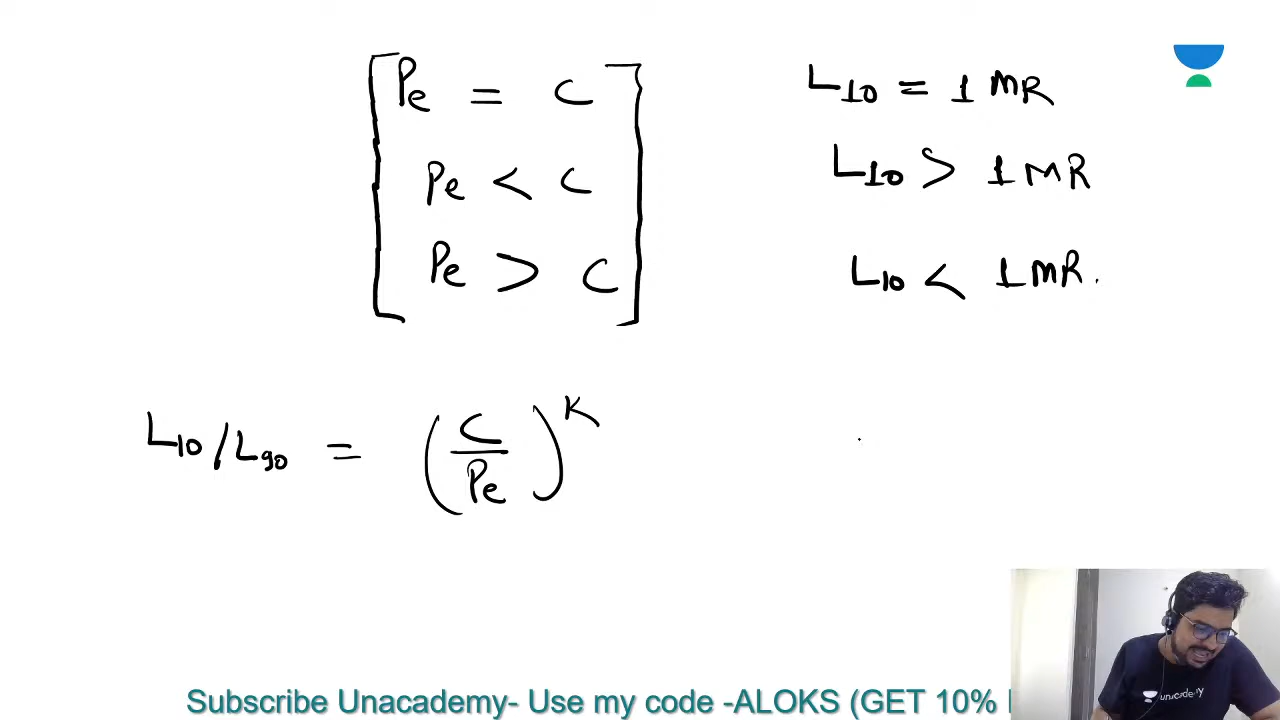 Pe = C L10 = 1 MR
Pe < C L10 > 1 MR
Pe > C L10 < 1 MR.
L10 / L90 = (C/Pe)^K
unacademy
Subscribe Unacademy- Use my code -ALOKS (GET 10%